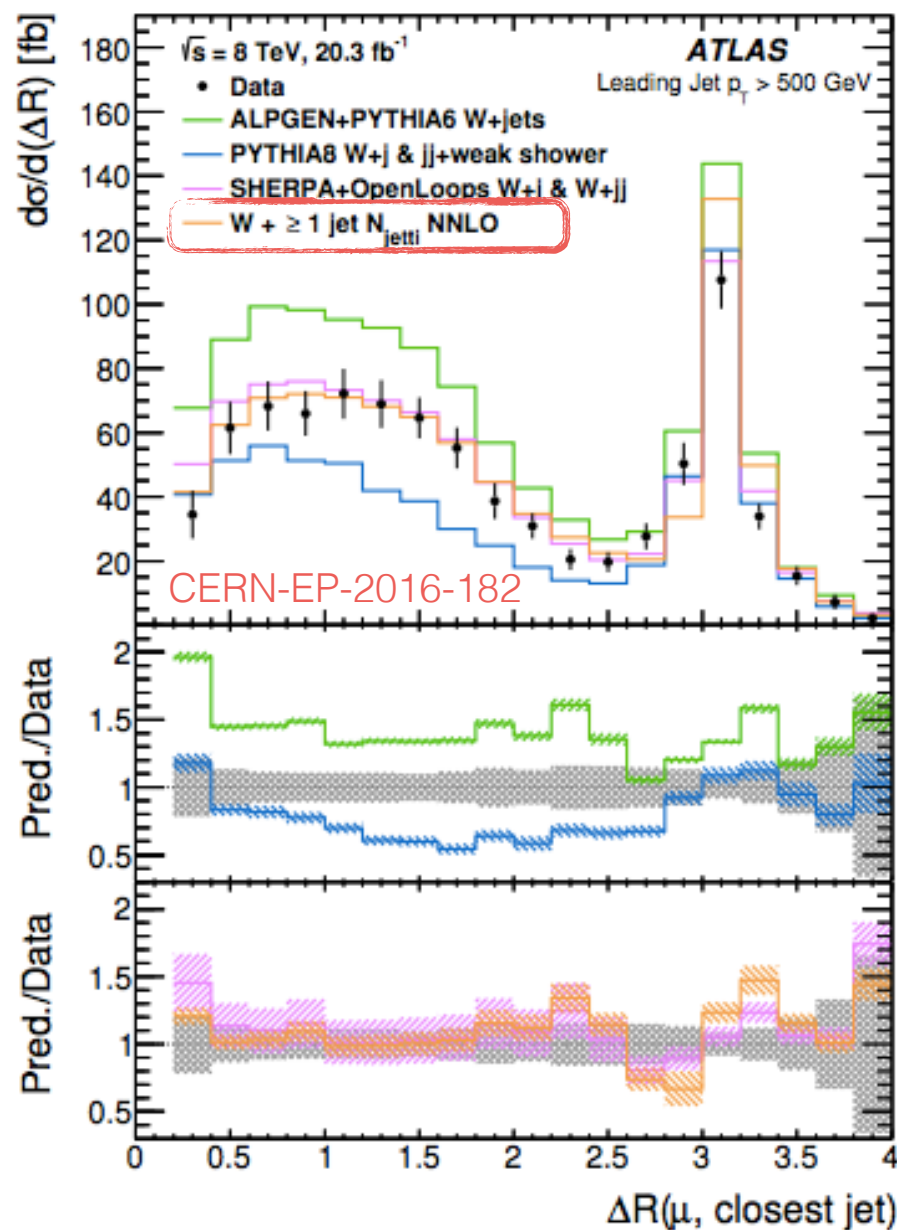 dσ/d(ΔR) [fb]
180
160
140
120
100
80
60
40
20
√s = 8 TeV, 20.3 fb⁻¹
ATLAS
Leading Jet p_T > 500 GeV
Data
ALPGEN+PYTHIA6 W+jets
PYTHIA8 W+j & jj+weak shower
SHERPA+OpenLoops W+j & W+jj
W + ≥ 1 jet N_jetti NNLO
CERN-EP-2016-182
Pred./Data
2
1.5
1
0.5
Pred./Data
2
1.5
1
0.5
0 0.5 1 1.5 2 2.5 3 3.5 4
ΔR(μ, closest jet)